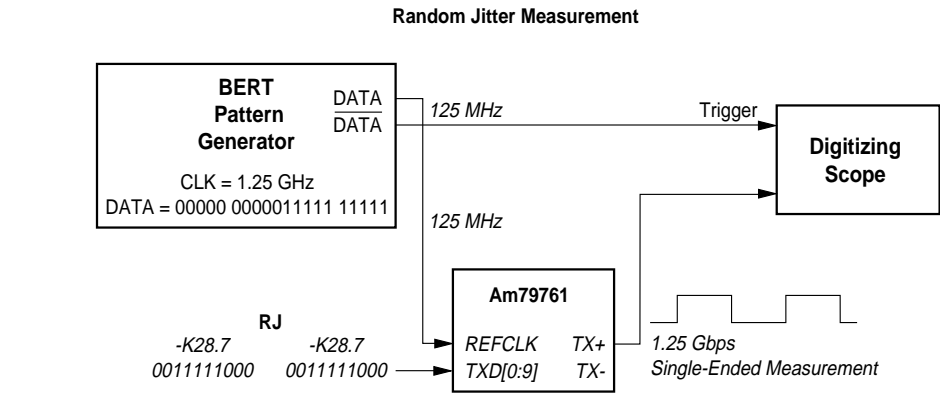 Random Jitter Measurement
BERT
Pattern
Generator
DATA
DATA
CLK = 1.25 GHz
DATA = 00000 0000011111 11111
125 MHz
Trigger
Digitizing
Scope
125 MHz
Am79761
RJ
-K28.7 -K28.7
0011111000 0011111000
REFCLK TX+
TXD[0:9] TX-
1.25 Gbps
Single-Ended Measurement